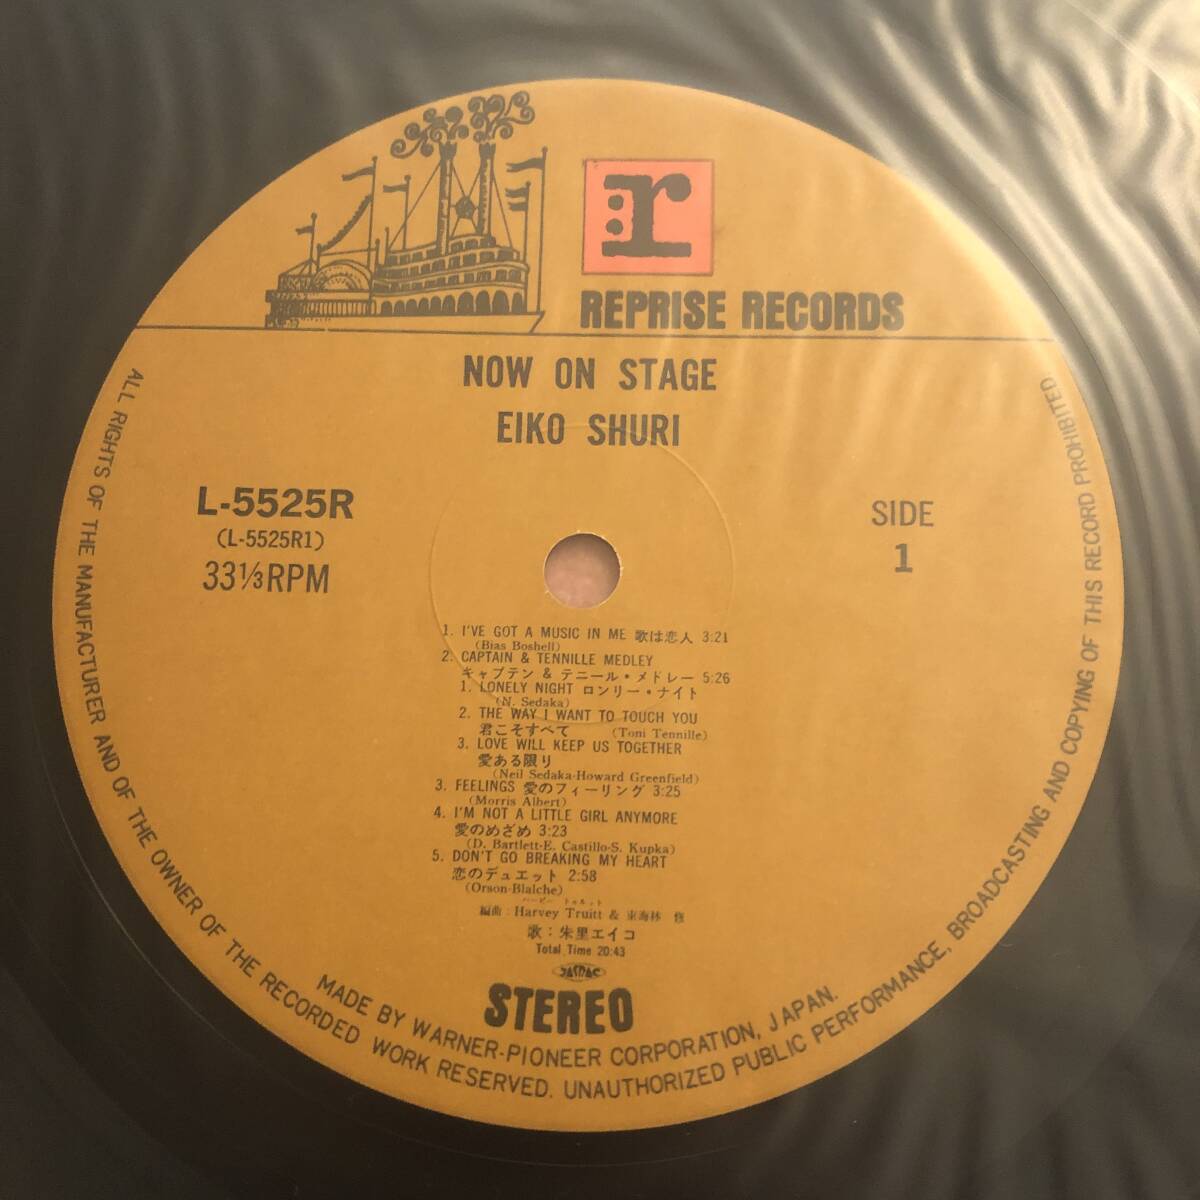 r
REPRISE RECORDS
NOW ON STAGE
EIKO SHURI
L-5525R
(L-5525R1)
33⅓RPM
SIDE
1
1. I'VE GOT A MUSIC IN ME 歌は恋人 3:21
(Bias Boshell)
2. CAPTAIN & TENNILLE MEDLEY
キャプテン & テニール・メドレー 5:26
1. LONELY NIGHT ロンリー・ナイト
(N. Sedaka)
2. THE WAY I WANT TO TOUCH YOU
君こそすべて (Toni Tennille)
3. LOVE WILL KEEP US TOGETHER
愛ある限り
(Neil Sedaka-Howard Greenfield)
3. FEELINGS 愛のフィーリング 3:25
(Morris Albert)
4. I'M NOT A LITTLE GIRL ANYMORE
愛のめざめ 3:23
(D. Bartlett-E. Castillo-S. Kupka)
5. DON'T GO BREAKING MY HEART
恋のデュエット 2:58
(Orson-Blalche)
ハービー トゥルット
編曲：Harvey Truitt & 東海林 修
歌：朱里エイコ
Total Time 20:43
JASRAC
STEREO
MADE BY WARNER-PIONEER CORPORATION, JAPAN.
ALL RIGHTS OF THE MANUFACTURER AND OF THE OWNER OF THE RECORDED WORK RESERVED. UNAUTHORIZED PUBLIC PERFORMANCE, BROADCASTING AND COPYING OF THIS RECORD PROHIBITED.